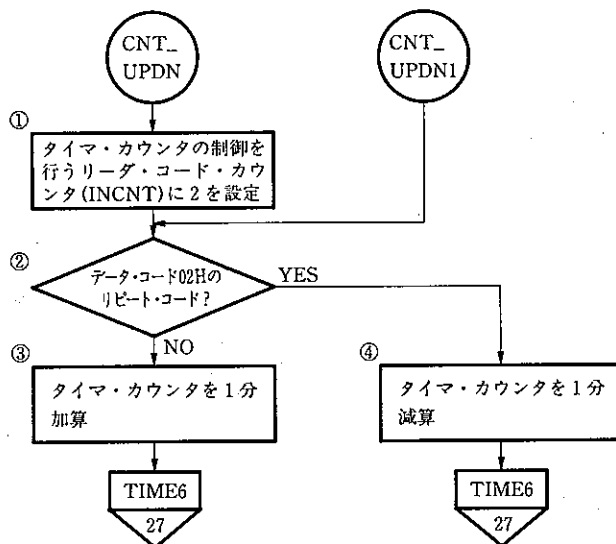 CNT_
UPDN
CNT_
UPDN1
①
タイマ・カウンタの制御を
行うリーダ・コード・カウ
ンタ(INCNT)に2を設定
②
データ・コード02Hの
リピート・コード?
YES
NO
③
タイマ・カウンタを1分
加算
④
タイマ・カウンタを1分
減算
TIME6
27
TIME6
27